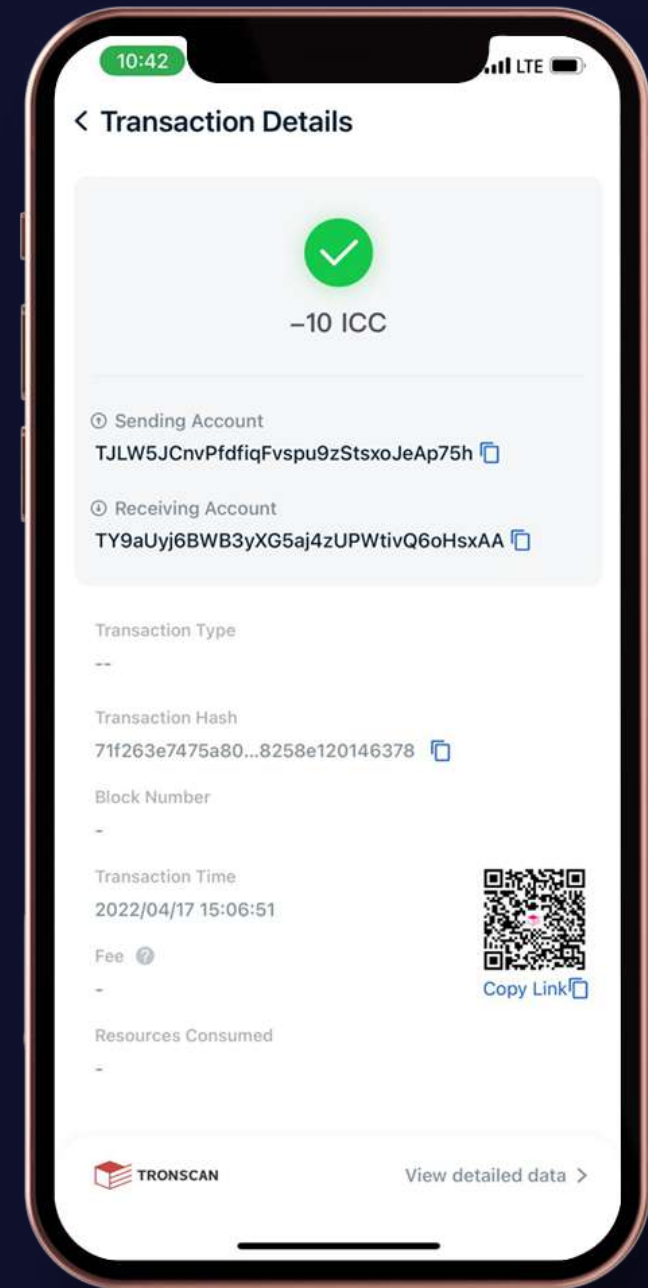 10:42
LTE
< Transaction Details
−10 ICC
Sending Account
TJLW5JCnvPfdfiqFvspu9zStsxoJeAp75h
Receiving Account
TY9aUyj6BWB3yXG5aj4zUPWtivQ6oHsxAA
Transaction Type
--
Transaction Hash
71f263e7475a80...8258e120146378
Block Number
-
Transaction Time
2022/04/17 15:06:51
Fee ?
-
Copy Link
Resources Consumed
-
TRONSCAN
View detailed data >